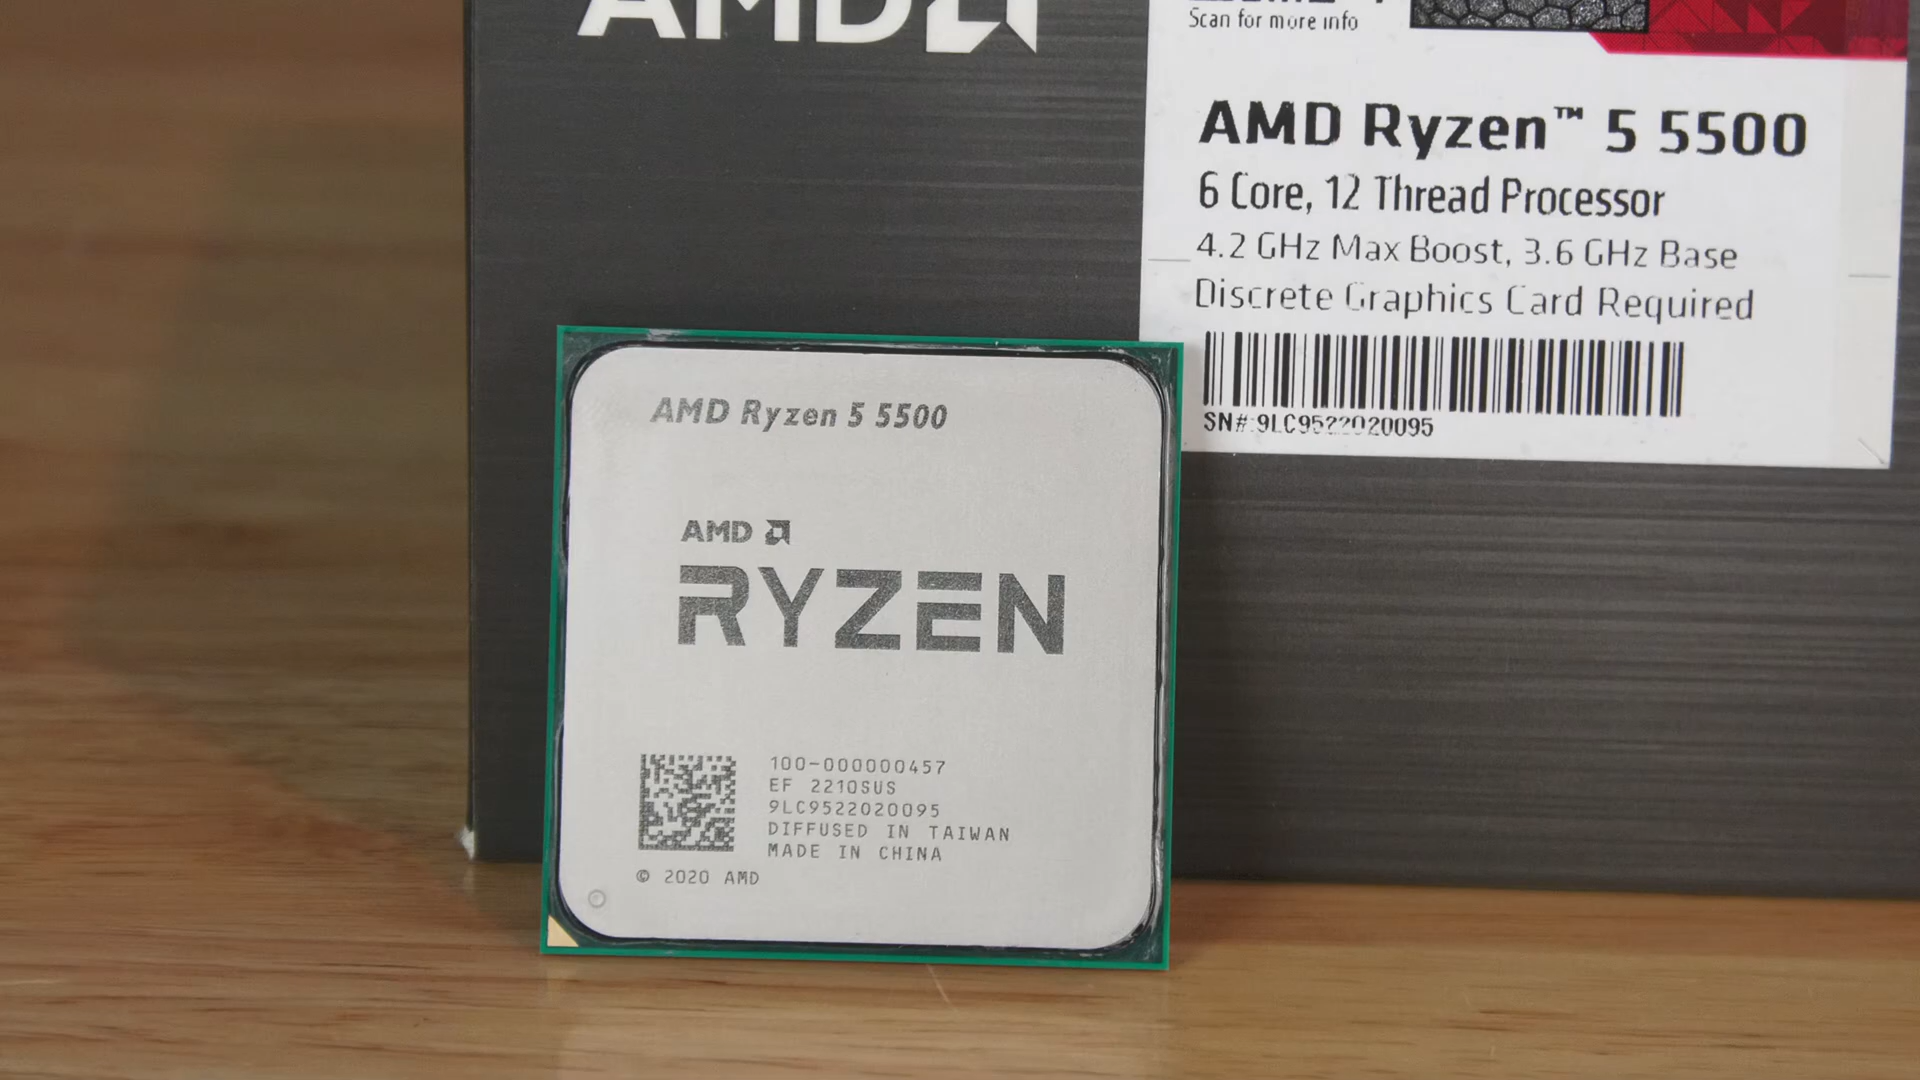 AMD
Scan for more info
AMD Ryzen™ 5 5500
6 Core, 12 Thread Processor
4.2 GHz Max Boost, 3.6 GHz Base
Discrete Graphics Card Required
SN#:9LC9522020095
AMD Ryzen 5 5500
AMD
RYZEN
100-000000457
EF 2210SUS
9LC9522020095
DIFFUSED IN TAIWAN
MADE IN CHINA
© 2020 AMD